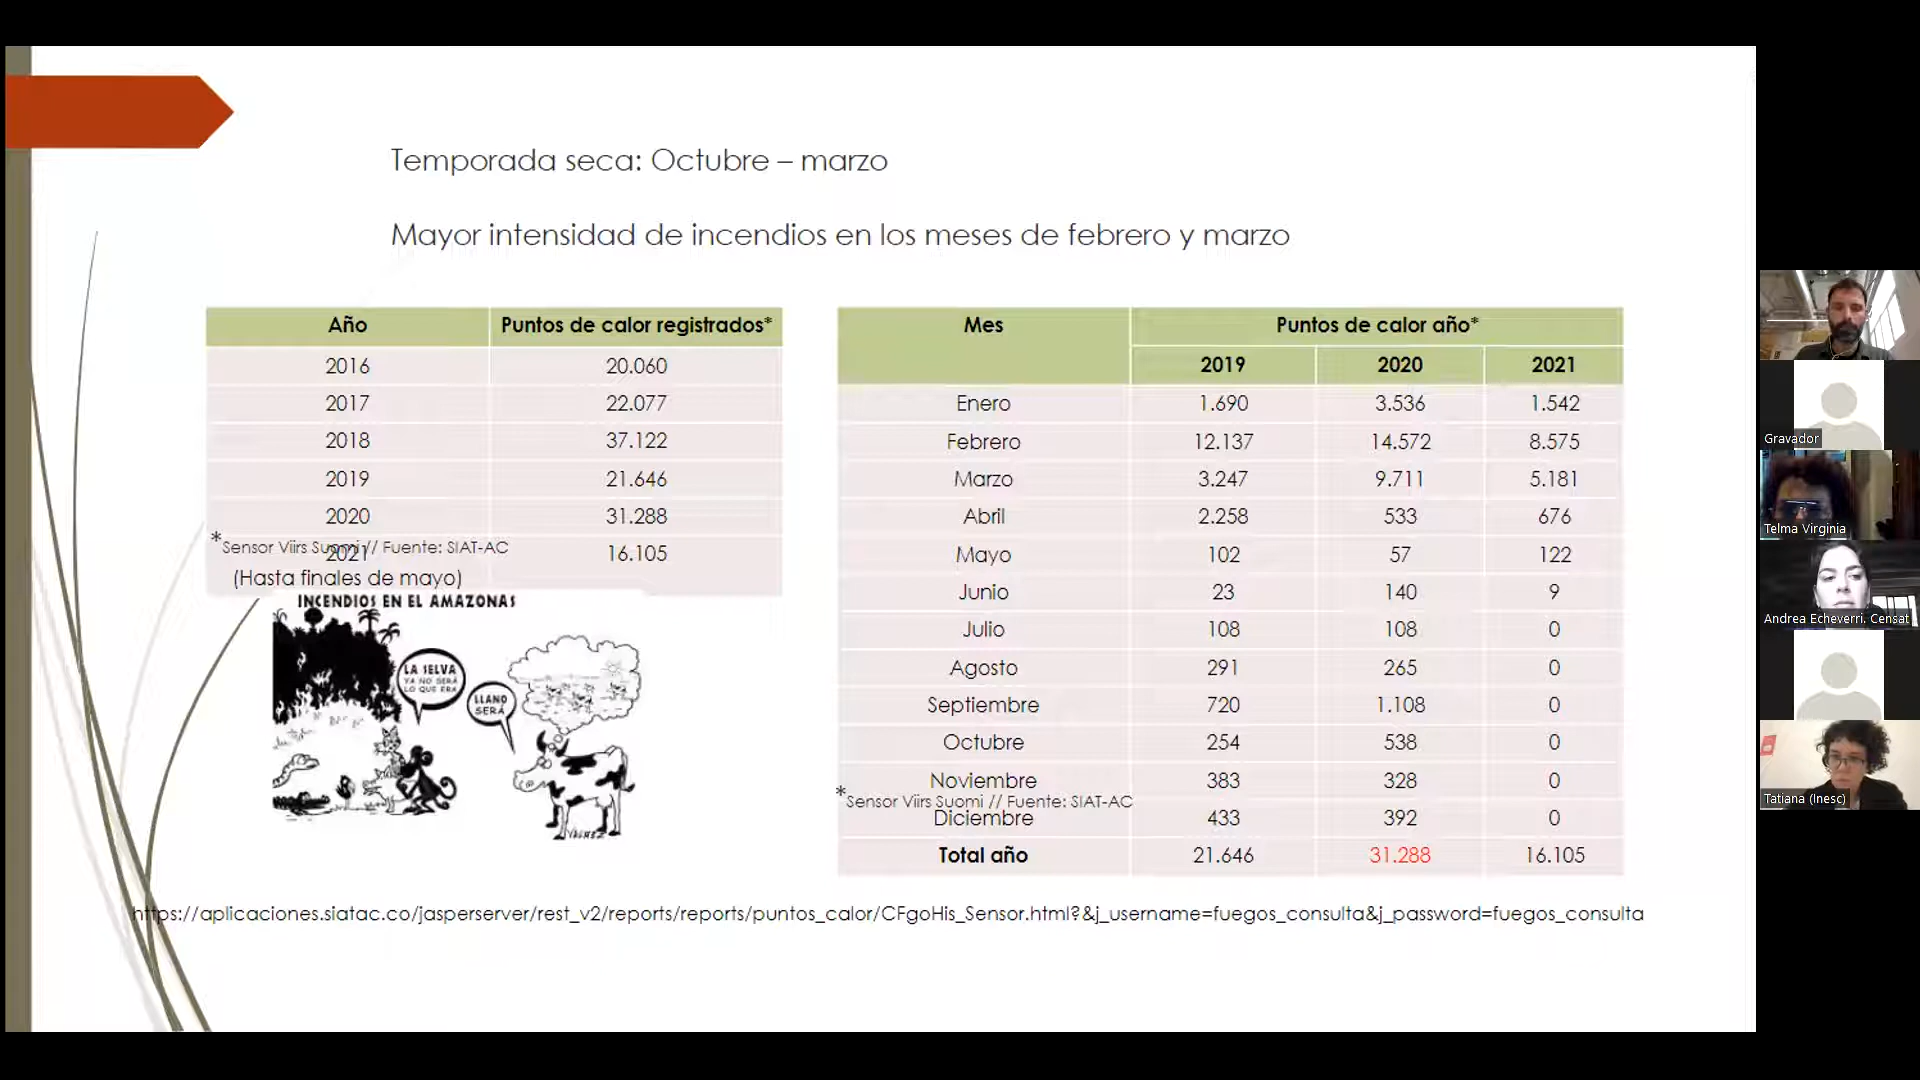 Temporada seca: Octubre – marzo
Mayor intensidad de incendios en los meses de febrero y marzo
Año Puntos de calor registrados*
2016 20.060
2017 22.077
2018 37.122
2019 21.646
2020 31.288
2021 16.105
(Hasta finales de mayo)
*Sensor Viirs Suomi // Fuente: SIAT-AC
INCENDIOS EN EL AMAZONAS
LA SELVA
YA NO SERÁ
LO QUE ERA
LLANO
SERÁ
Mes Puntos de calor año*
2019 2020 2021
Enero 1.690 3.536 1.542
Febrero 12.137 14.572 8.575
Marzo 3.247 9.711 5.181
Abril 2.258 533 676
Mayo 102 57 122
Junio 23 140 9
Julio 108 108 0
Agosto 291 265 0
Septiembre 720 1.108 0
Octubre 254 538 0
Noviembre 383 328 0
Diciembre 433 392 0
Total año 21.646 31.288 16.105
*Sensor Viirs Suomi // Fuente: SIAT-AC
https://aplicaciones.siatac.co/jasperserver/rest_v2/reports/reports/puntos_calor/CFgoHis_Sensor.html?&j_username=fuegos_consulta&j_password=fuegos_consulta
Gravador
Telma Virginia
Andrea Echeverri. Censat
Tatiana (Inesc)